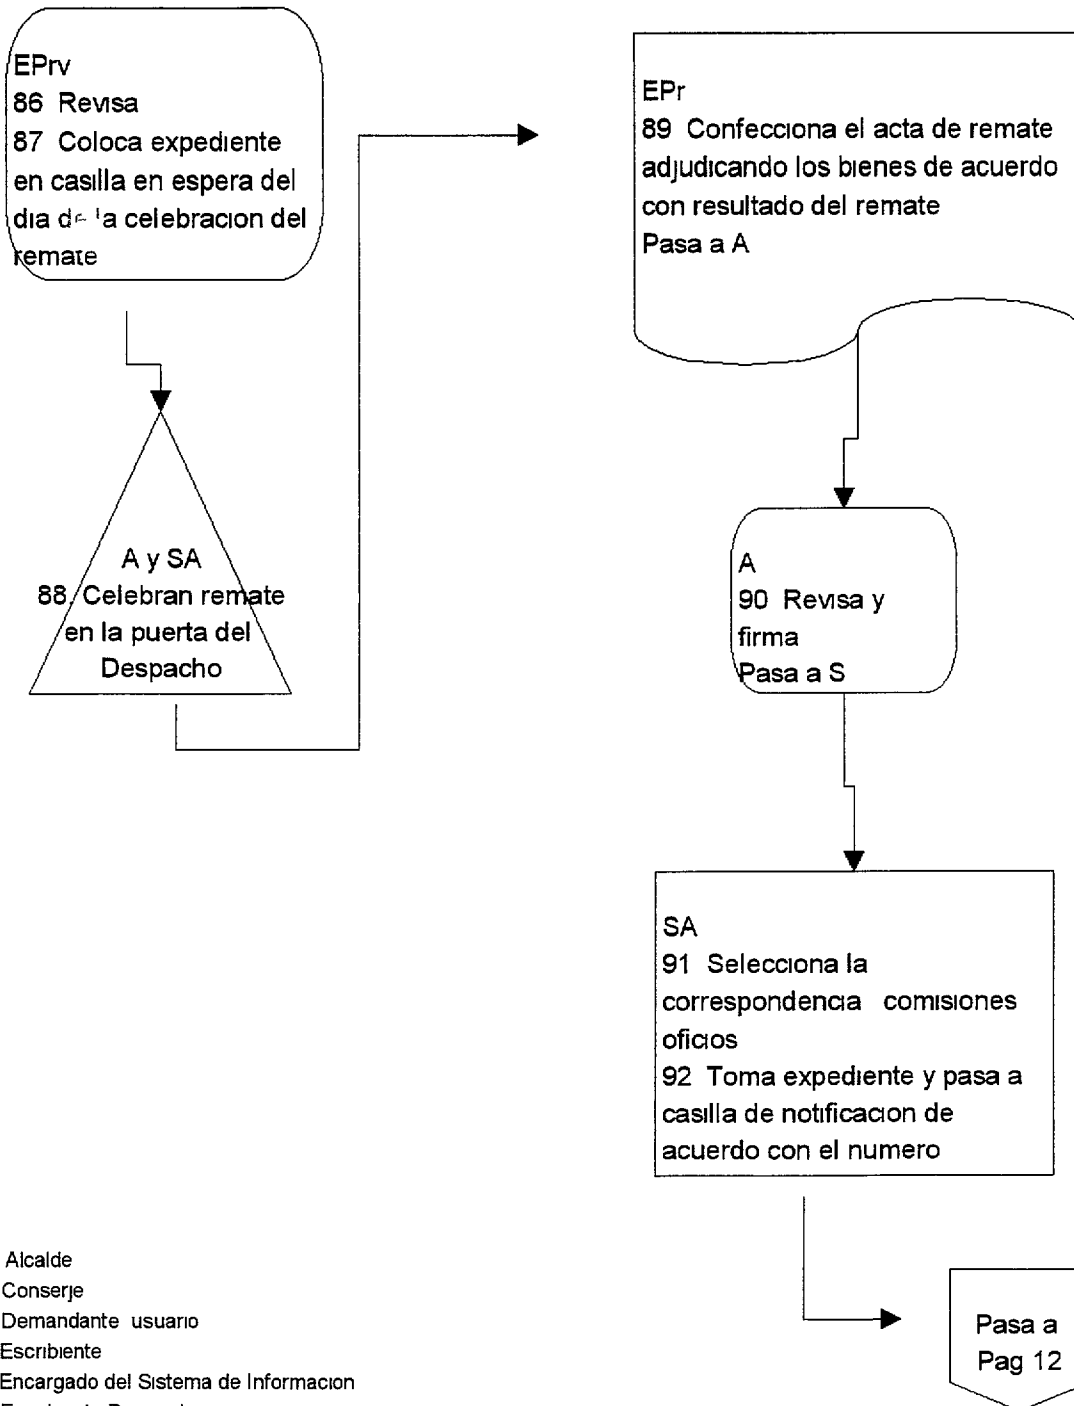 EPrv
86 Revisa
87 Coloca expediente
en casilla en espera del
dia de la celebracion del
remate
A y SA
88. Celebran remate
en la puerta del
Despacho
EPr
89 Confecciona el acta de remate
adjudicando los bienes de acuerdo
con resultado del remate
Pasa a A
A
90 Revisa y
firma
Pasa a S
SA
91 Selecciona la
correspondencia comisiones
oficios
92 Toma expediente y pasa a
casilla de notificacion de
acuerdo con el numero
Pasa a
Pag 12
Alcalde
Conserje
Demandante usuario
Escribiente
Encargado del Sistema de Informacion